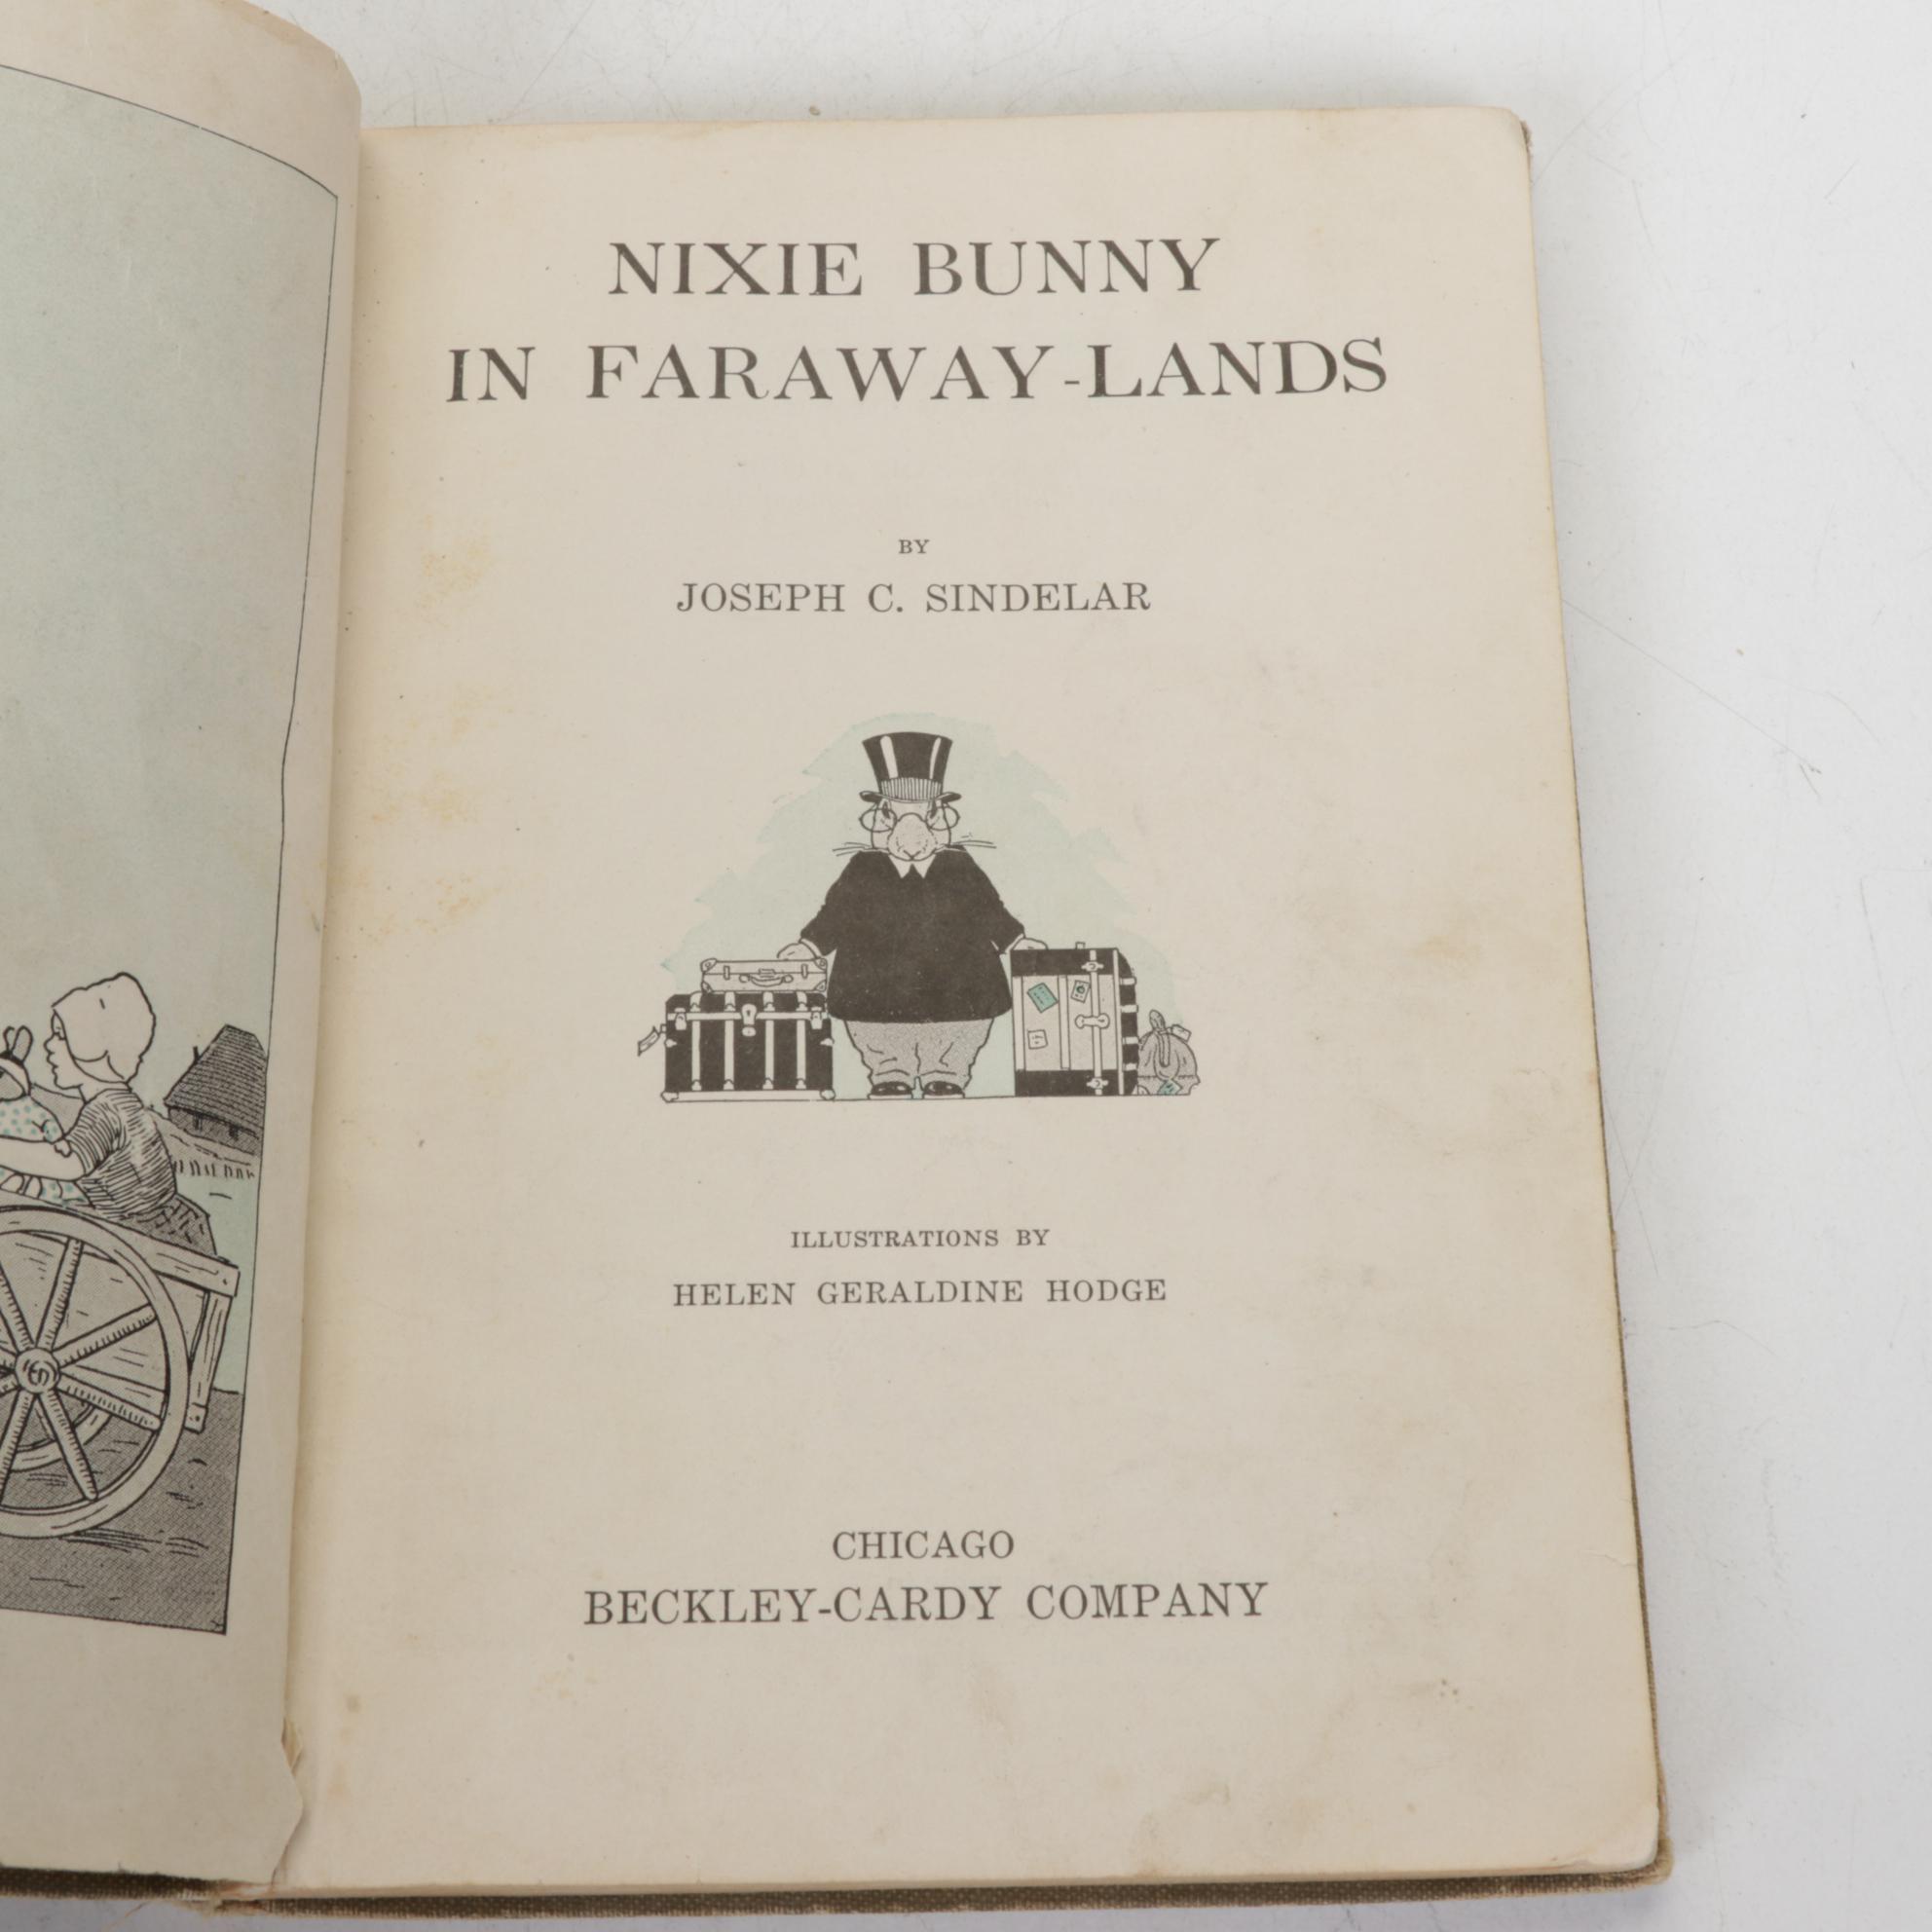 NIXIE BUNNY
IN FARAWAY-LANDS
BY
JOSEPH C. SINDELAR
ILLUSTRATIONS BY
HELEN GERALDINE HODGE
CHICAGO
BECKLEY-CARDY COMPANY